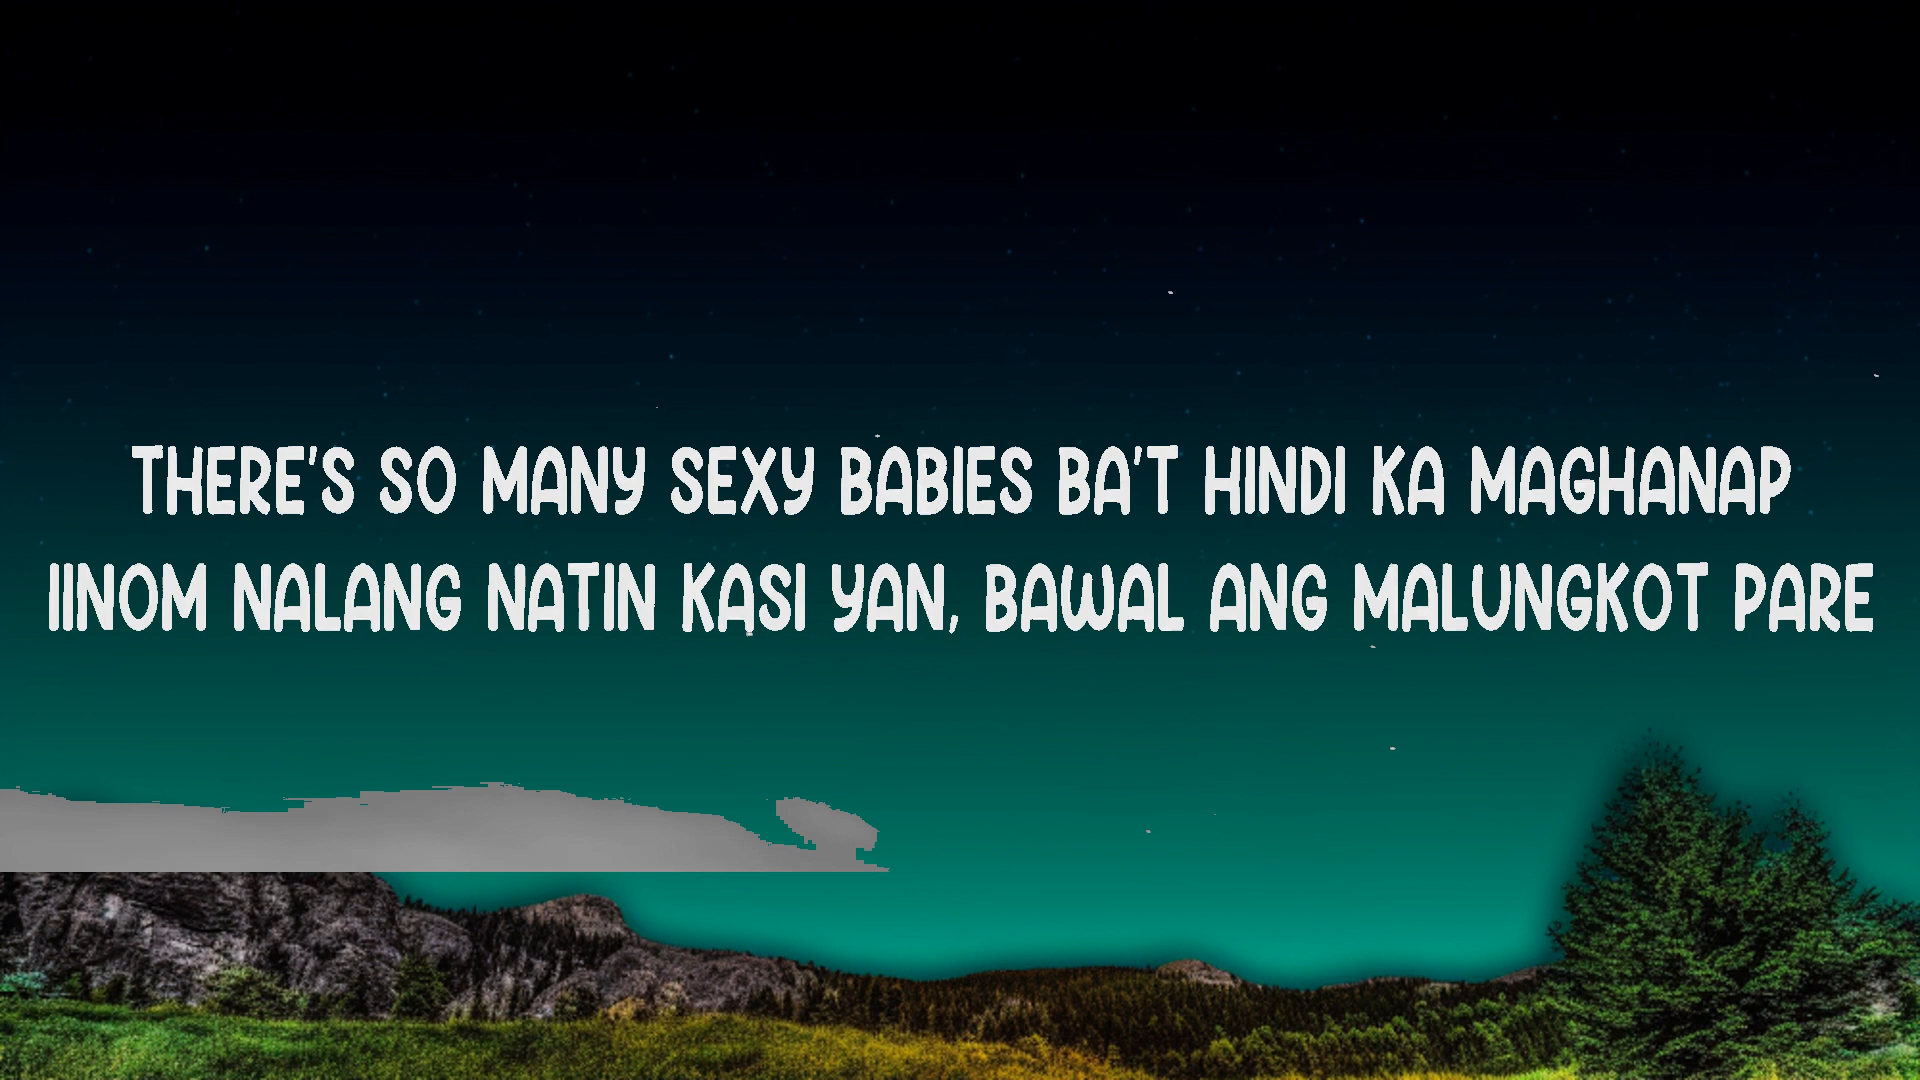 THERE'S SO MANY SEXY BABIES BA'T HINDI KA MAGHANAP
IINOM NALANG NATIN KASI YAN, BAWAL ANG MALUNGKOT PARE